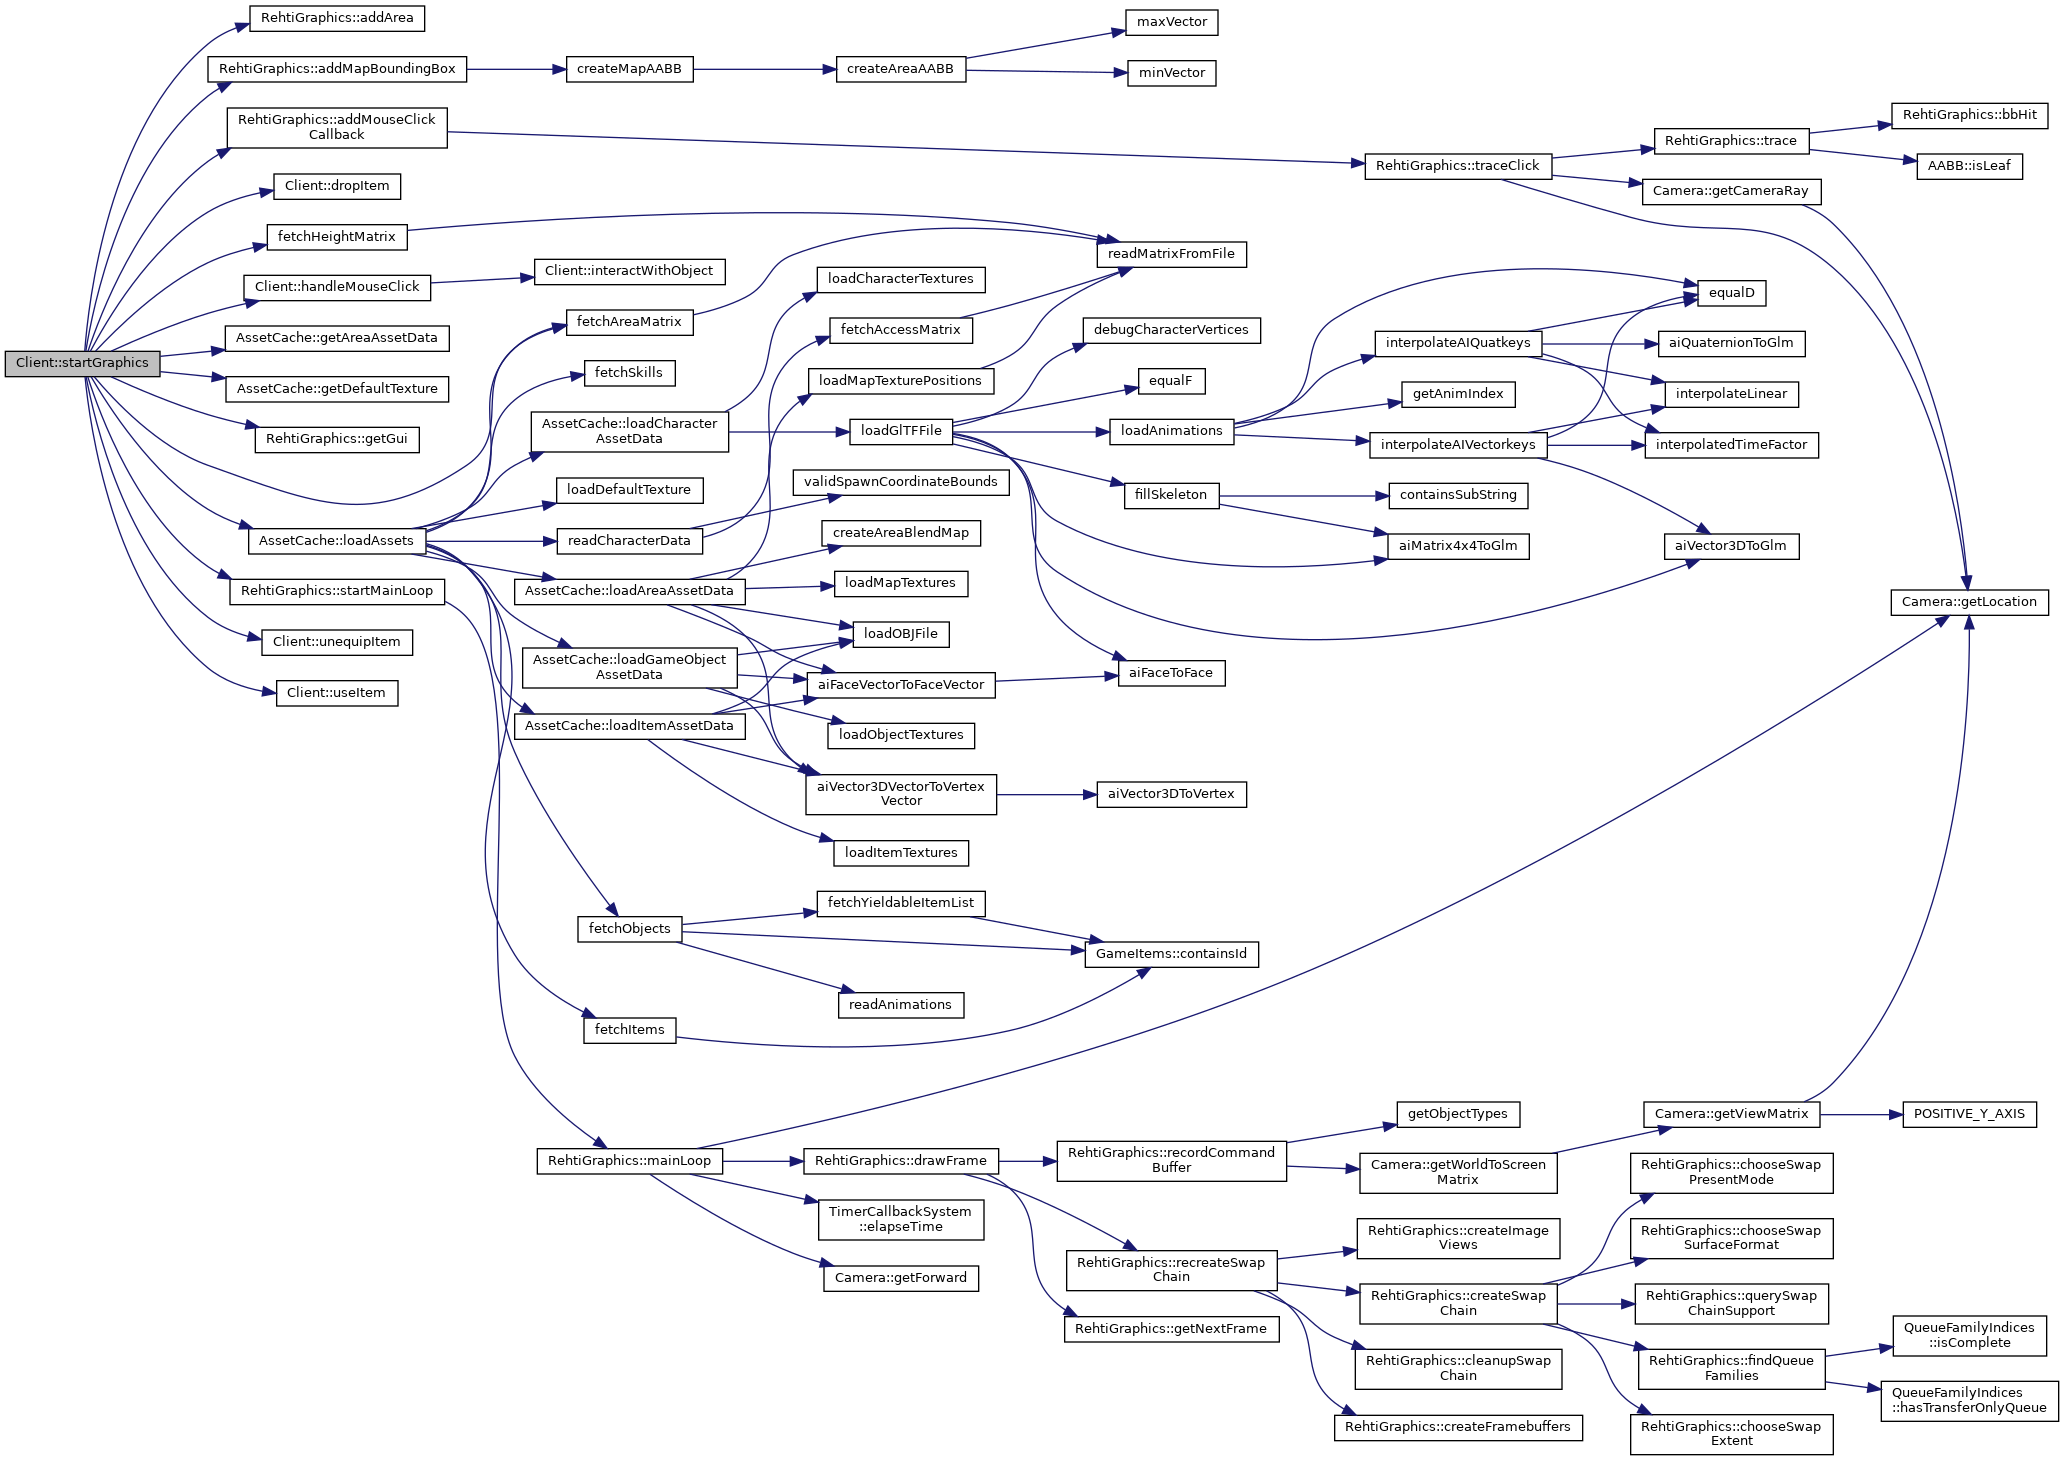 Client::startGraphics
RehtiGraphics::addArea
RehtiGraphics::addMapBoundingBox
RehtiGraphics::addMouseClick
Callback
Client::dropItem
fetchHeightMatrix
Client::handleMouseClick
AssetCache::getAreaAssetData
AssetCache::getDefaultTexture
RehtiGraphics::getGui
AssetCache::loadAssets
RehtiGraphics::startMainLoop
Client::unequipItem
Client::useItem
createMapAABB
Client::interactWithObject
fetchAreaMatrix
fetchSkills
AssetCache::loadCharacter
AssetData
loadDefaultTexture
readCharacterData
AssetCache::loadAreaAssetData
AssetCache::loadGameObject
AssetData
AssetCache::loadItemAssetData
fetchObjects
fetchItems
RehtiGraphics::mainLoop
createAreaAABB
loadCharacterTextures
fetchAccessMatrix
loadMapTexturePositions
loadGlTFFile
validSpawnCoordinateBounds
createAreaBlendMap
loadMapTextures
loadOBJFile
aiFaceVectorToFaceVector
loadObjectTextures
aiVector3DVectorToVertex
Vector
loadItemTextures
fetchYieldableItemList
readAnimations
RehtiGraphics::drawFrame
TimerCallbackSystem
::elapseTime
Camera::getForward
maxVector
minVector
readMatrixFromFile
debugCharacterVertices
equalF
loadAnimations
fillSkeleton
aiFaceToFace
aiVector3DToVertex
GameItems::containsId
RehtiGraphics::recordCommand
Buffer
RehtiGraphics::recreateSwap
Chain
RehtiGraphics::getNextFrame
RehtiGraphics::traceClick
interpolateAIQuatkeys
getAnimIndex
interpolateAIVectorkeys
containsSubString
aiMatrix4x4ToGlm
getObjectTypes
Camera::getWorldToScreen
Matrix
RehtiGraphics::createImage
Views
RehtiGraphics::createSwap
Chain
RehtiGraphics::cleanupSwap
Chain
RehtiGraphics::createFramebuffers
RehtiGraphics::trace
Camera::getCameraRay
equalD
aiQuaternionToGlm
interpolateLinear
interpolatedTimeFactor
aiVector3DToGlm
Camera::getViewMatrix
RehtiGraphics::chooseSwap
PresentMode
RehtiGraphics::chooseSwap
SurfaceFormat
RehtiGraphics::querySwap
ChainSupport
RehtiGraphics::findQueue
Families
RehtiGraphics::chooseSwap
Extent
RehtiGraphics::bbHit
AABB::isLeaf
Camera::getLocation
POSITIVE_Y_AXIS
QueueFamilyIndices
::isComplete
QueueFamilyIndices
::hasTransferOnlyQueue